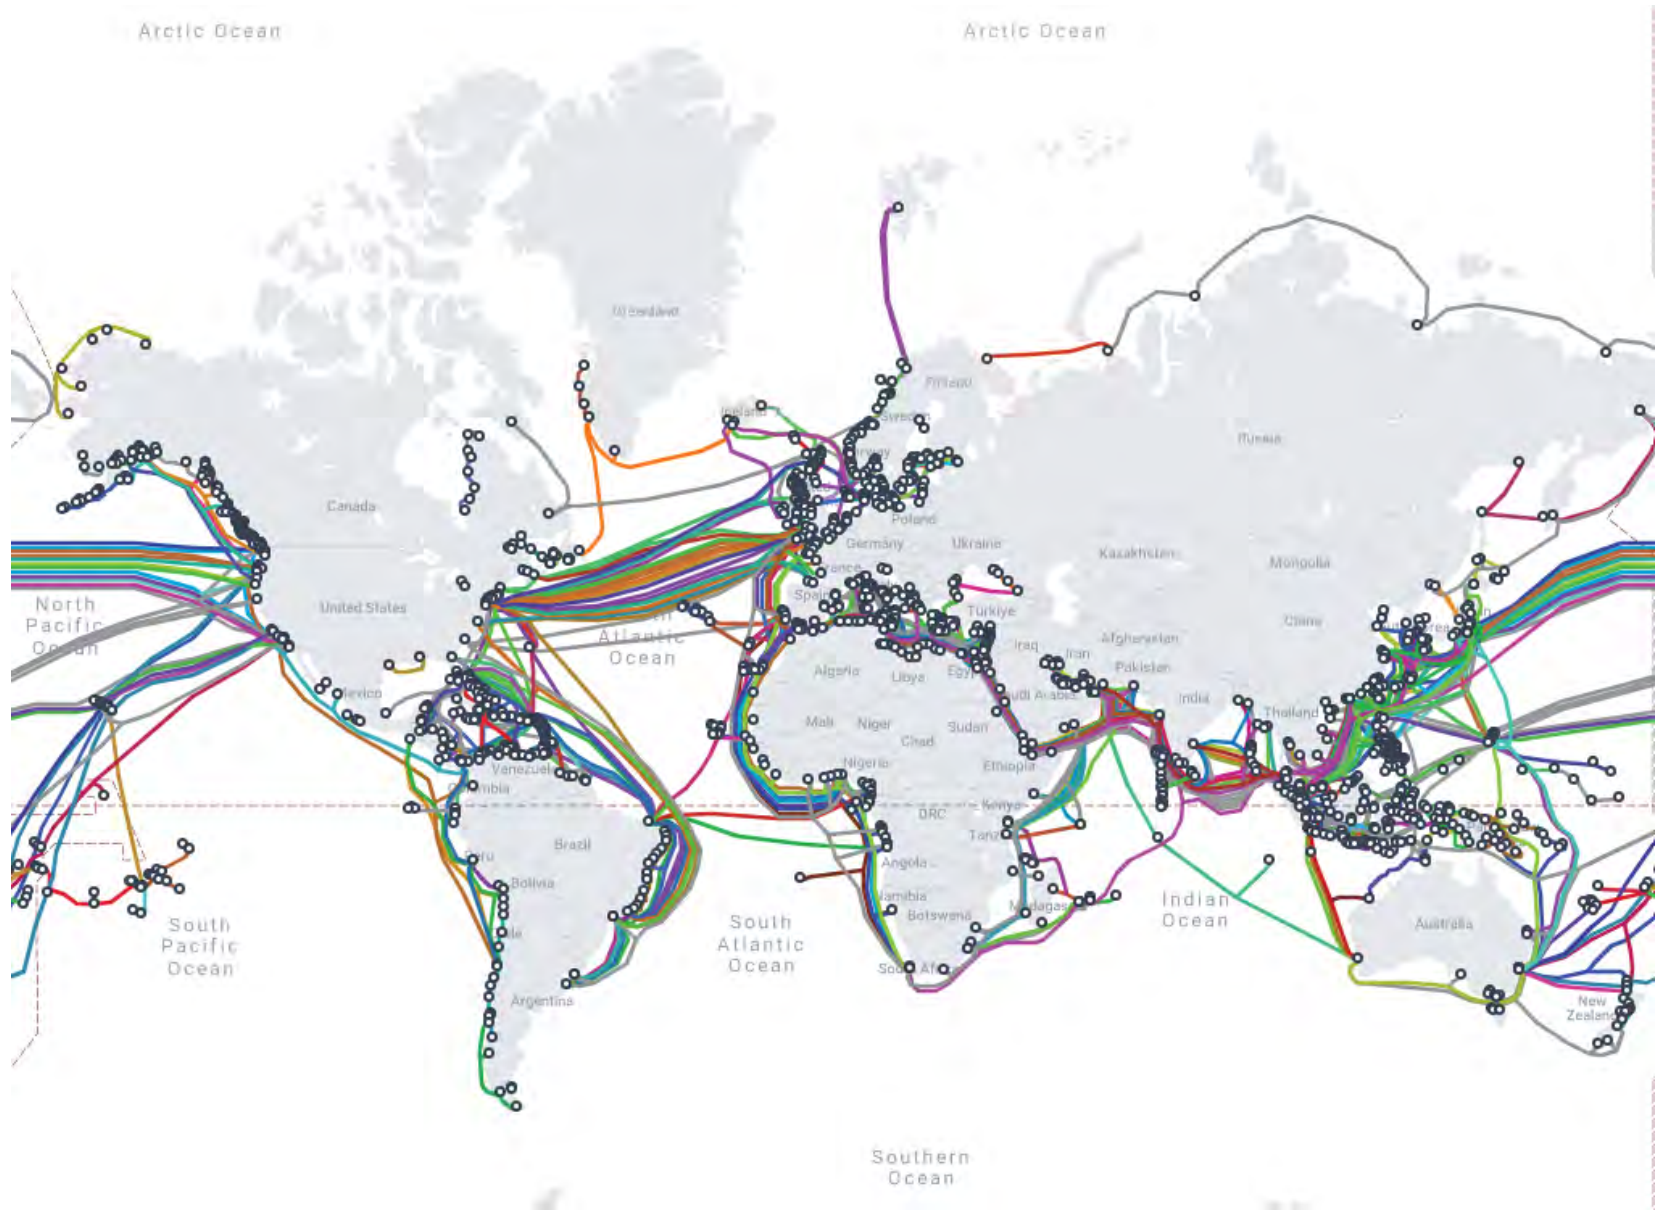 Arctic Ocean
Arctic Ocean
Greenland
Iceland
Finland
Sweden
Russia
Canada
Poland
Germany
Ukraine
Kazakhstan
Mongolia
North
Pacific
Ocean
United States
Spain
Türkiye
China
Atlantic
Ocean
Algeria
Libya
Iraq
Iran
Afghanistan
Pakistan
India
Mexico
Mali
Niger
Chad
Sudan
Thailand
Nigeria
Ethiopia
Venezuela
DRC
Kenya
Brazil
Peru
Angola
Bolivia
Namibia
Botswana
South
Pacific
Ocean
South
Atlantic
Ocean
Indian
Ocean
Australia
Argentina
New
Zealand
Southern
Ocean